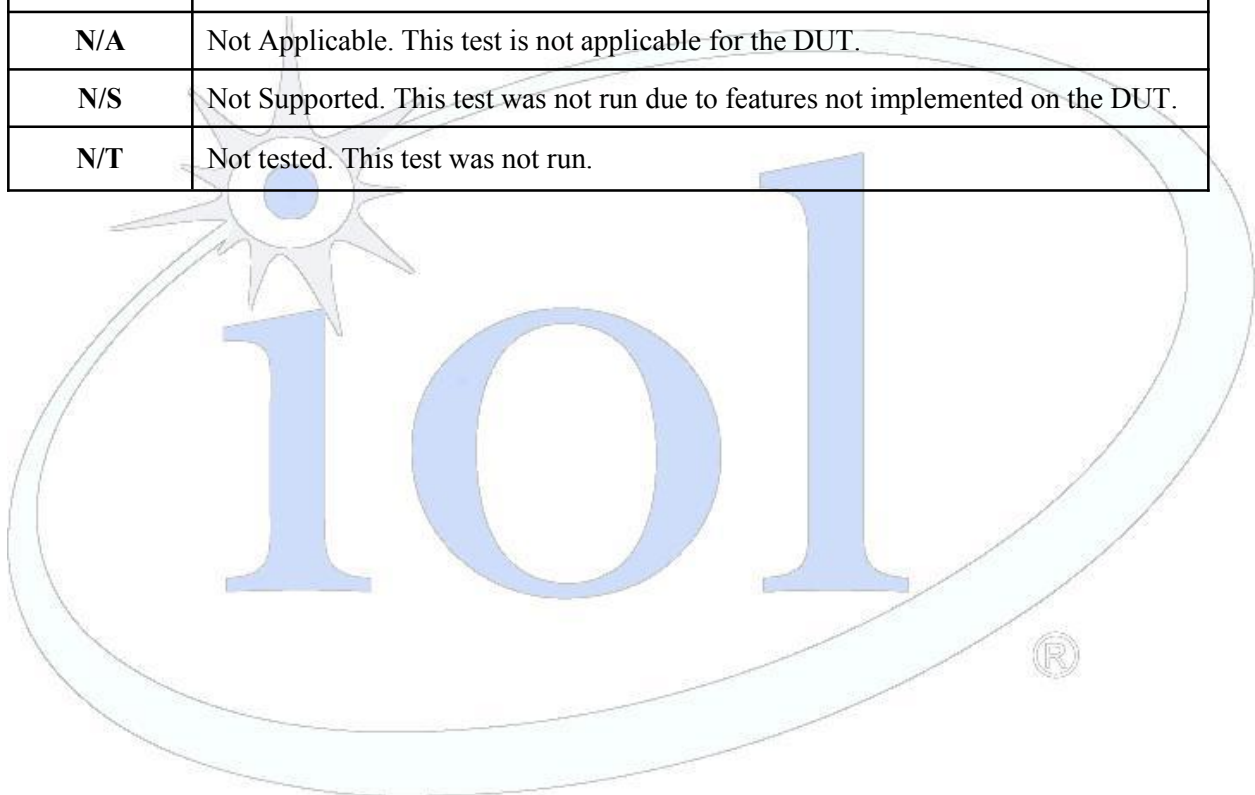 N/A Not Applicable. This test is not applicable for the DUT.
N/S Not Supported. This test was not run due to features not implemented on the DUT.
N/T Not tested. This test was not run.
iol
®